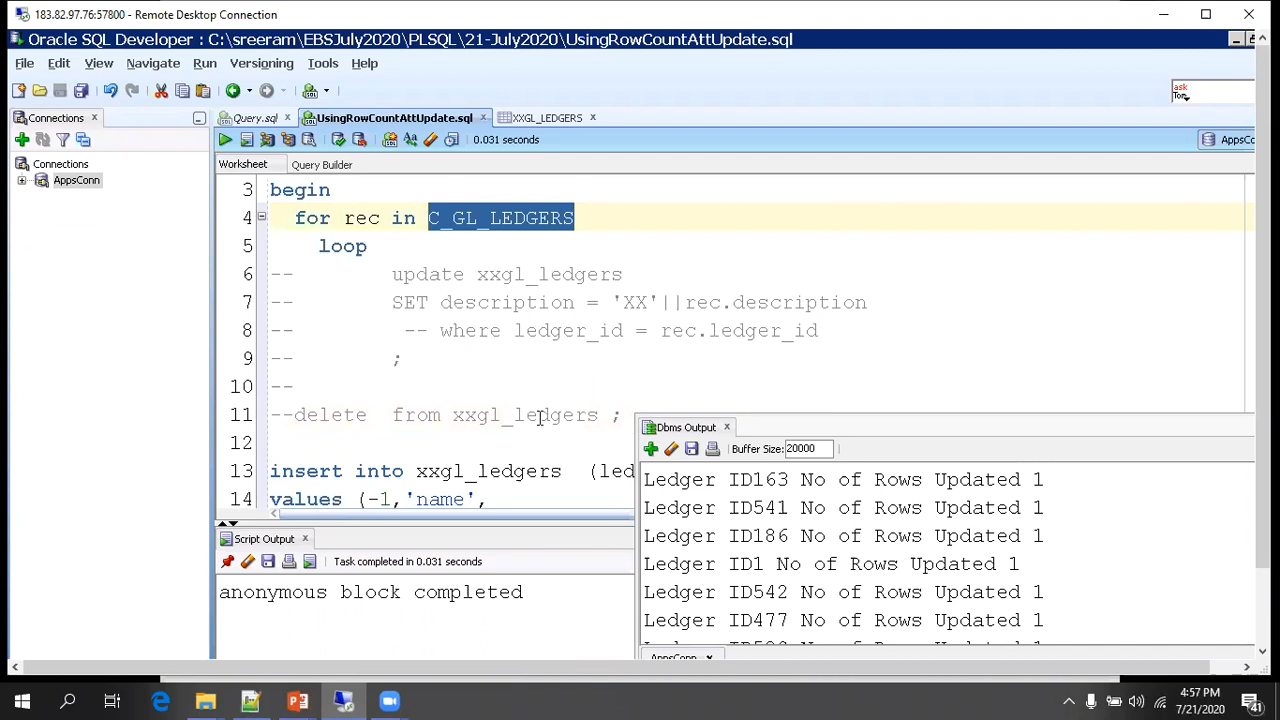 183.82.97.76:57800 - Remote Desktop Connection
Oracle SQL Developer : C:\sreeram\EBSJuly2020\PLSQL\21-July2020\UsingRowCountAttUpdate.sql
File Edit View Navigate Run Versioning Tools Help
ask
Tom
Connections
Query.sql
UsingRowCountAttUpdate.sql
XXGL_LEDGERS
0.031 seconds
AppsCo
Worksheet
Query Builder
Connections
AppsConn
3 begin
4 for rec in C_GL_LEDGERS
5 loop
6 -- update xxgl_ledgers
7 -- SET description = 'XX'||rec.description
8 -- -- where ledger_id = rec.ledger_id
9 -- ;
10 --
11 --delete from xxgl_ledgers ;
12
13 insert into xxgl_ledgers (led
14 values (-1,'name',
Dbms Output
Buffer Size: 20000
Ledger ID163 No of Rows Updated 1
Ledger ID541 No of Rows Updated 1
Ledger ID186 No of Rows Updated 1
Ledger ID1 No of Rows Updated 1
Ledger ID542 No of Rows Updated 1
Ledger ID477 No of Rows Updated 1
AppsConn
Script Output
Task completed in 0.031 seconds
anonymous block completed
4:57 PM
7/21/2020
41